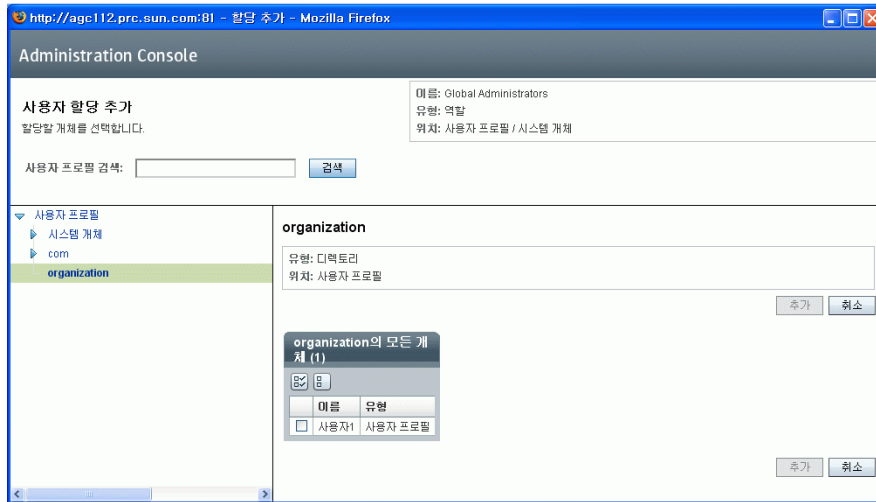 http://agc112.prc.sun.com:81 - 할당 추가 - Mozilla Firefox
Administration Console
사용자 할당 추가
할당할 개체를 선택합니다.
이름: Global Administrators
유형: 역할
위치: 사용자 프로필 / 시스템 개체
사용자 프로필 검색:
검색
사용자 프로필
시스템 개체
com
organization
organization
유형: 디렉토리
위치: 사용자 프로필
추가 취소
organization의 모든 개
체 (1)
이름 유형
사용자1 사용자 프로필
추가 취소